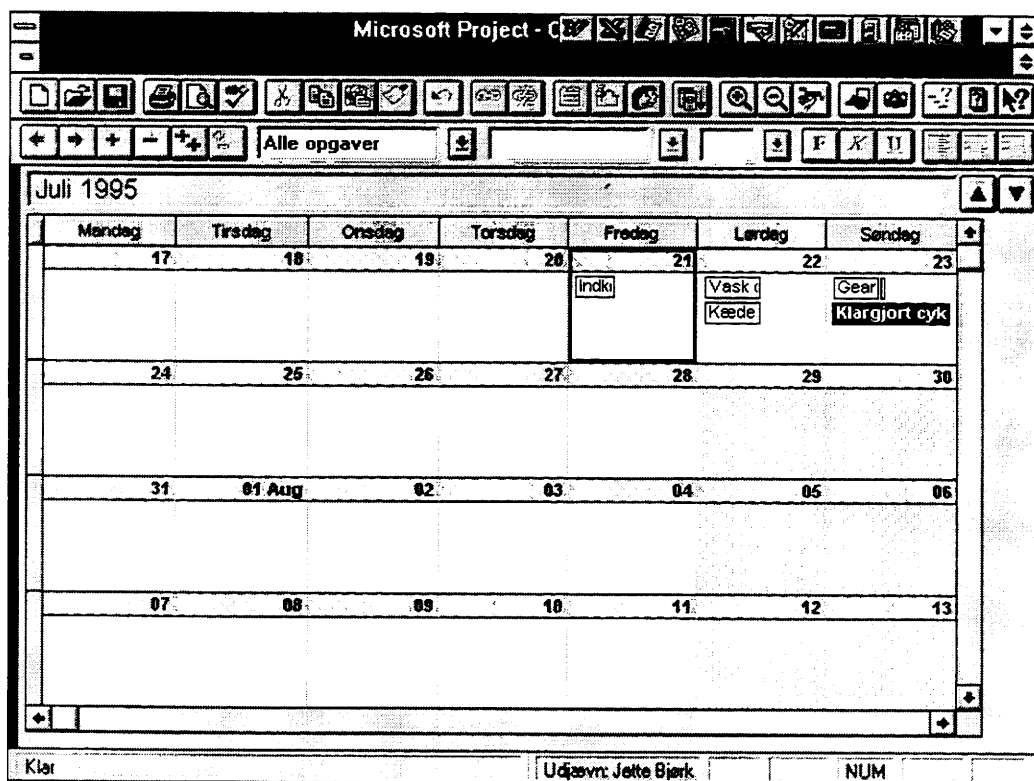 Microsoft Project - C
Alle opgaver
F K U
Juli 1995
Mandag Tirsdag Onsdag Torsdag Fredag Lørdag Søndag
17 18 19 20 21 22 23
Indk Vask Gear
Kæde Klargjort cyk
24 25 26 27 28 29 30
31 01 Aug 02 03 04 05 06
07 08 09 10 11 12 13
Klar Udjævn: Jette Bjørk NUM